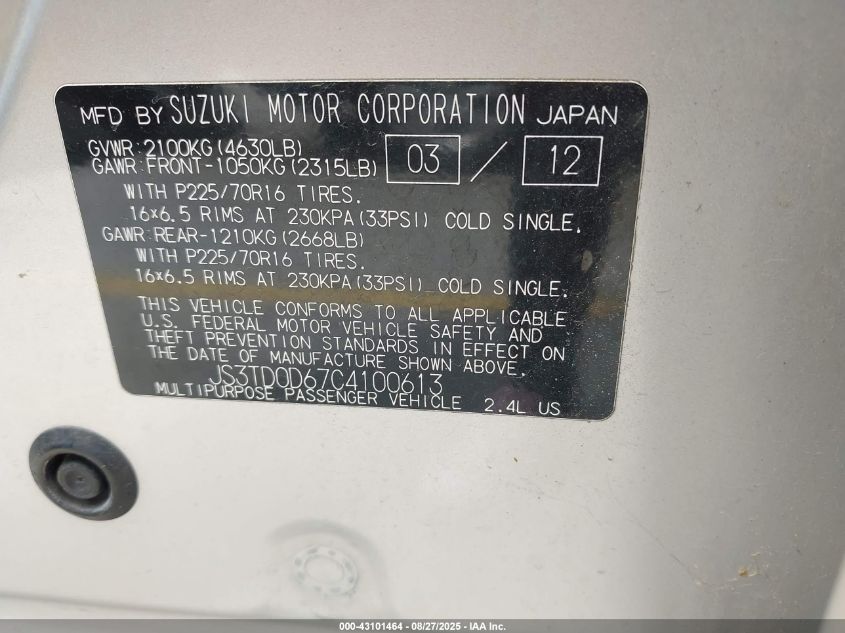 MFD BY SUZUKI MOTOR CORPORATION JAPAN
GVWR:2100KG(4630LB)
GAWR:FRONT-1050KG(2315LB) 03 / 12
WITH P225/70R16 TIRES.
16×6.5 RIMS AT 230KPA(33PSI) COLD SINGLE.
GAWR:REAR-1210KG(2668LB)
WITH P225/70R16 TIRES.
16×6.5 RIMS AT 230KPA(33PSI) COLD SINGLE.
THIS VEHICLE CONFORMS TO ALL APPLICABLE
U.S. FEDERAL MOTOR VEHICLE SAFETY AND
THEFT PREVENTION STANDARDS IN EFFECT ON
THE DATE OF MANUFACTURE SHOWN ABOVE.
JS3TD0D67C4100613
MULTIPURPOSE PASSENGER VEHICLE 2.4L US
000-43101464 - 08/27/2025 - IAA Inc.